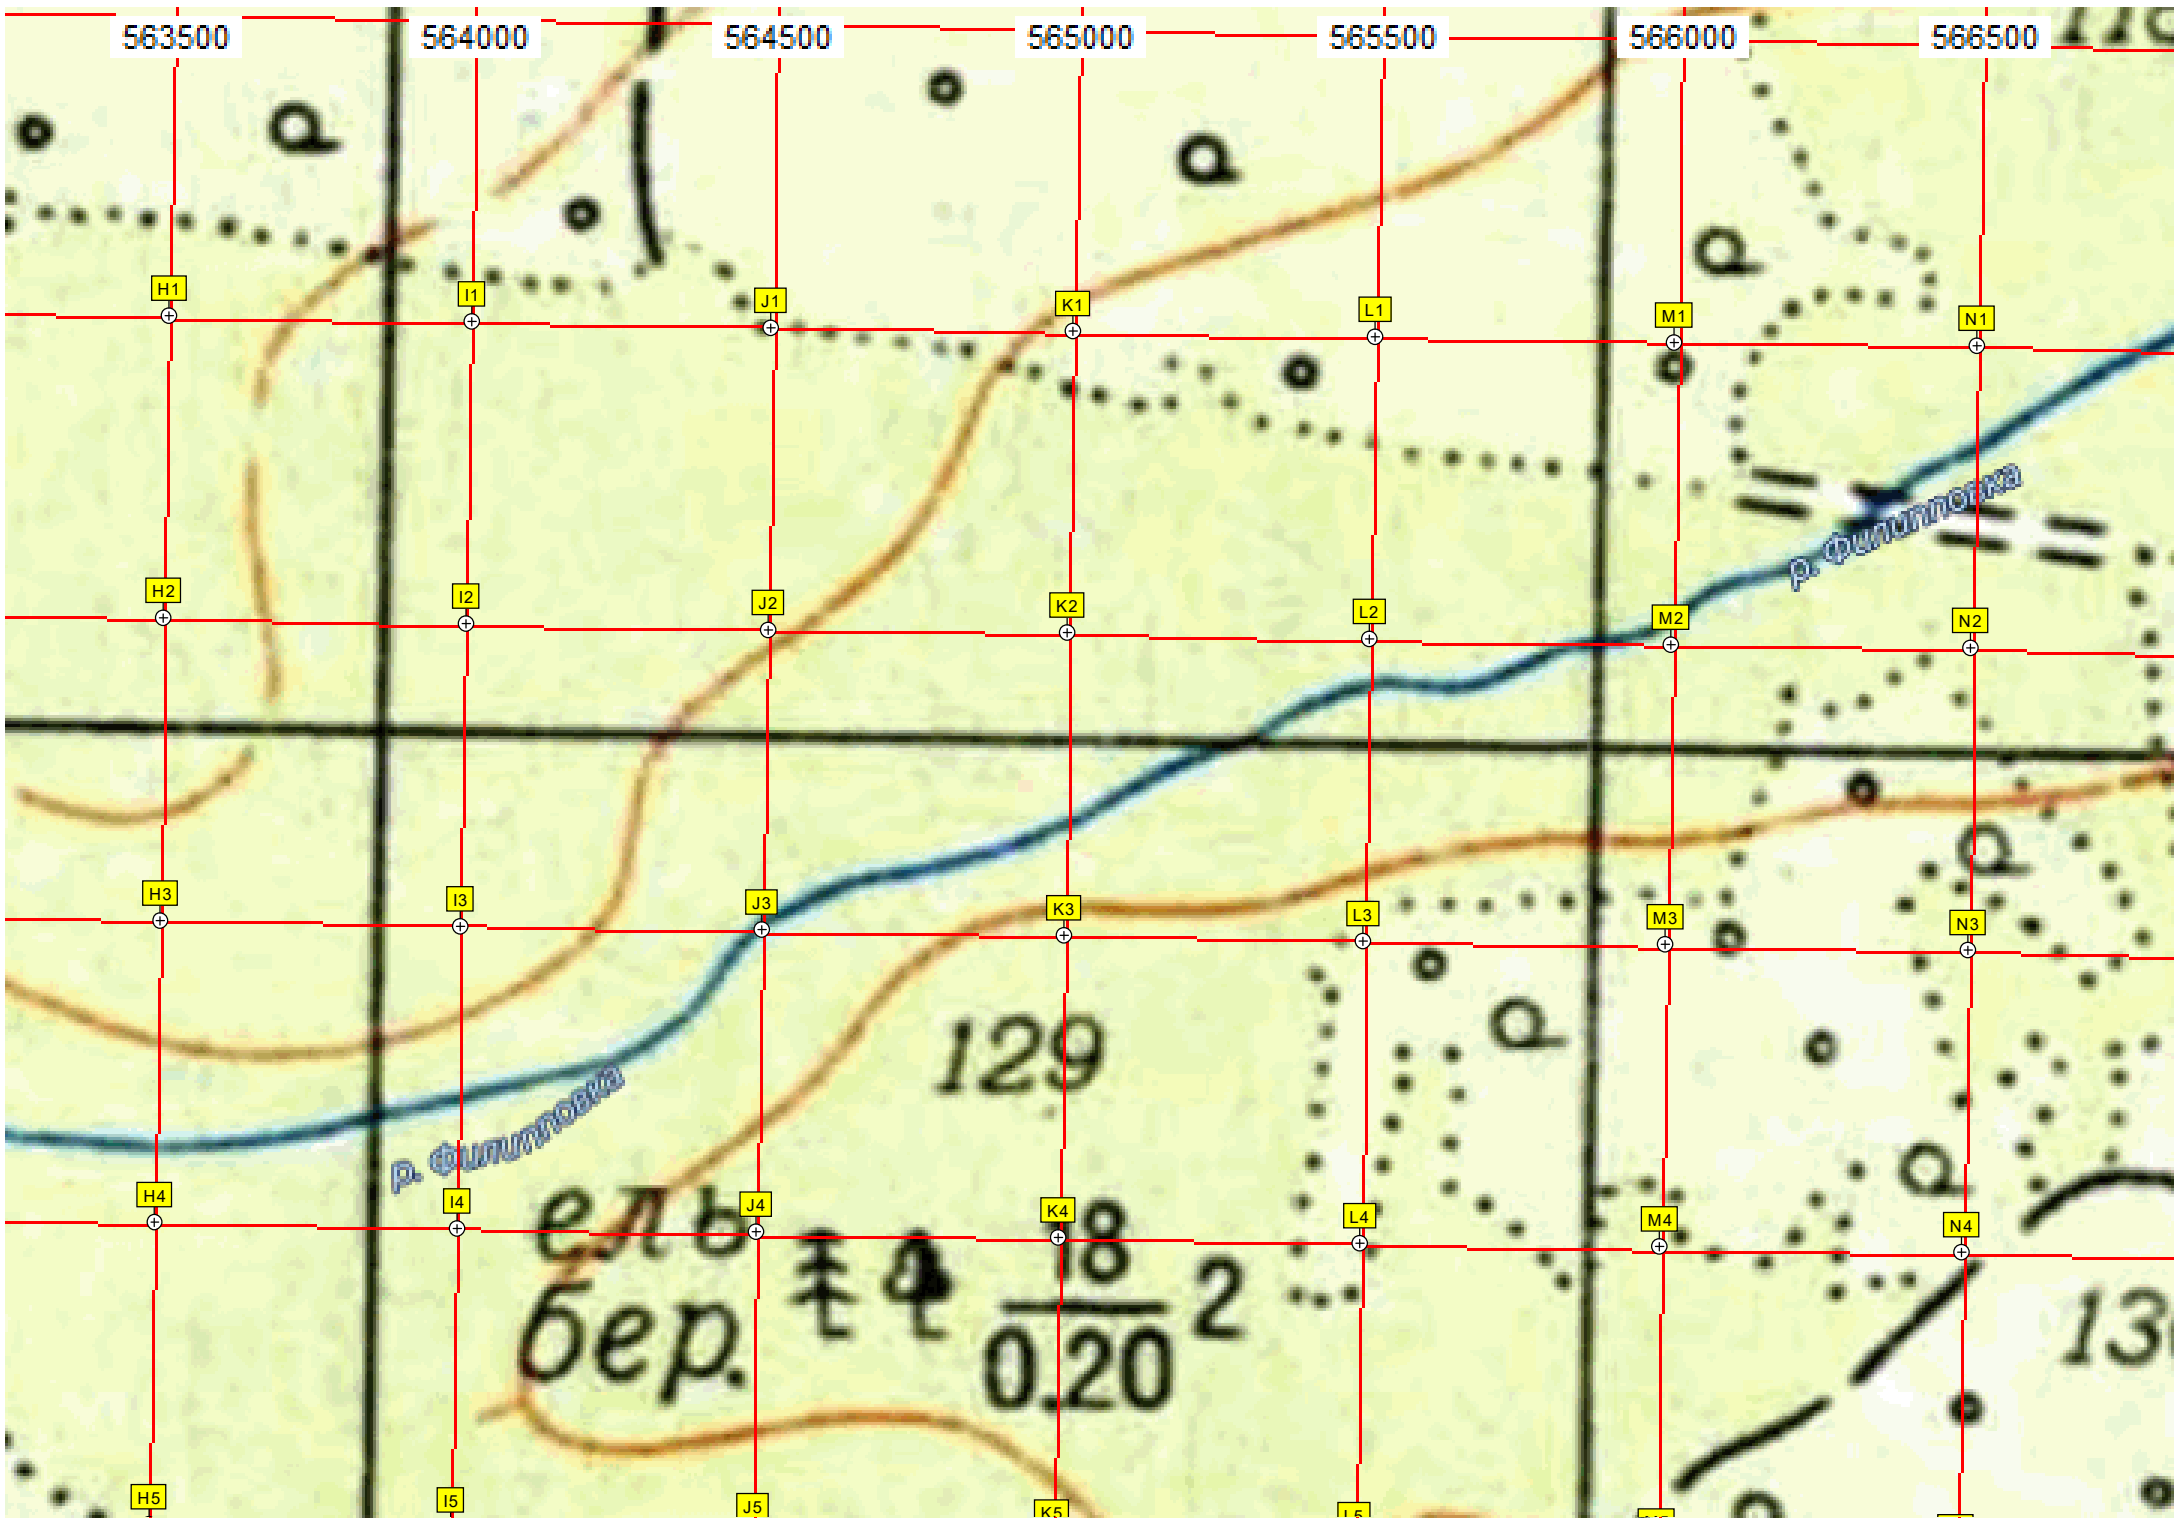 563500 564000 564500 565000 565500 566000 566500
H1 I1 J1 K1 L1 M1 N1
р. Филипповка
H2 I2 J2 K2 L2 M2 N2
H3 I3 J3 K3 L3 M3 N3
129
р. Филипповка
H4 I4 J4 K4 L4 M4 N4
ель
18
бер.
2
0.20
13
H5 I5 J5 K5 L5